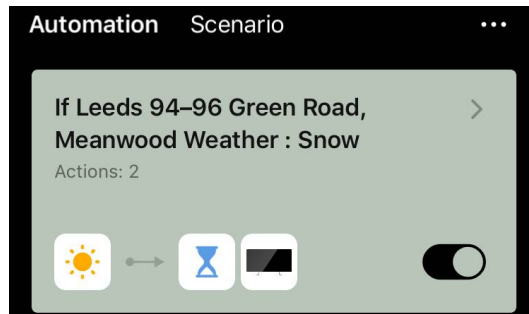 Automation Scenario
If Leeds 94–96 Green Road,
Meanwood Weather : Snow
Actions: 2